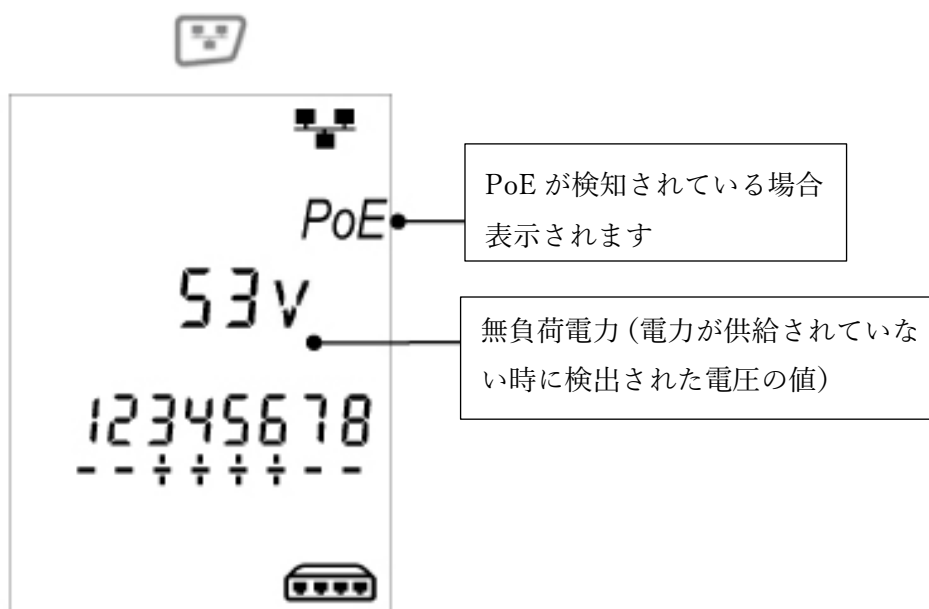 PoE
PoE が検知されている場合
表示されます
53V
無負荷電力 (電力が供給されていな
い時に検出された電圧の値)
12345678
--÷÷÷÷--